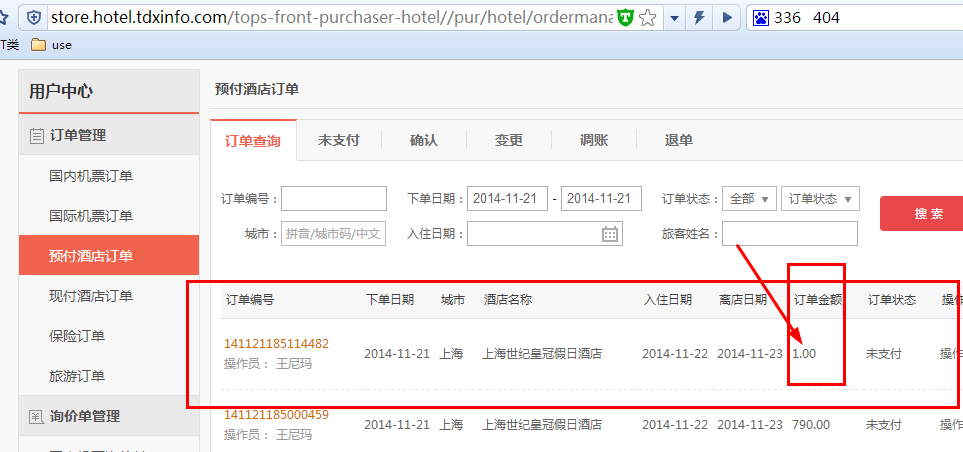 store.hotel.tdxinfo.com/tops-front-purchaser-hotel//pur/hotel/orderman 336 404
T类 use
用户中心
预付酒店订单
订单管理
订单查询 未支付 确认 变更 调账 退单
国内机票订单
国际机票订单
预付酒店订单
现付酒店订单
保险订单
旅游订单
询价单管理
订单编号： 下单日期： 2014-11-21 - 2014-11-21 订单状态： 全部 订单状态 搜 索
城市： 拼音/城市码/中文 入住日期： 旅客姓名：
订单编号 下单日期 城市 酒店名称 入住日期 离店日期 订单金额 订单状态 操
141121185114482
操作员： 王尼玛
2014-11-21 上海 上海世纪皇冠假日酒店 2014-11-22 2014-11-23 1.00 未支付 操
141121185000459
操作员： 王尼玛
2014-11-21 上海 上海世纪皇冠假日酒店 2014-11-22 2014-11-23 790.00 未支付 操